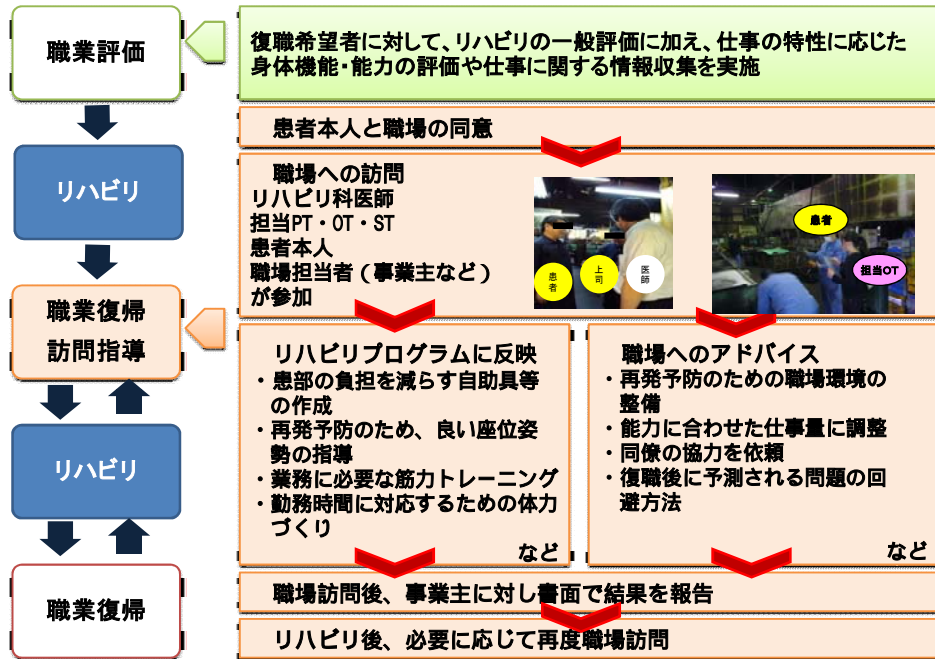 職業評価
復職希望者に対して、リハビリの一般評価に加え、仕事の特性に応じた
身体機能・能力の評価や仕事に関する情報収集を実施
患者本人と職場の同意
リハビリ
職場への訪問
リハビリ科医師
担当PT・OT・ST
患者本人
職場担当者（事業主など）
が参加
患者
上司
医師
患者
担当OT
職業復帰
訪問指導
リハビリプログラムに反映
・患部の負担を減らす自助具等
の作成
・再発予防のため、良い座位姿
勢の指導
・業務に必要な筋力トレーニング
・勤務時間に対応するための体力
づくり
など
職場へのアドバイス
・再発予防のための職場環境の
整備
・能力に合わせた仕事量に調整
・同僚の協力を依頼
・復職後に予測される問題の回
避方法
など
リハビリ
職業復帰
職場訪問後、事業主に対し書面で結果を報告
リハビリ後、必要に応じて再度職場訪問